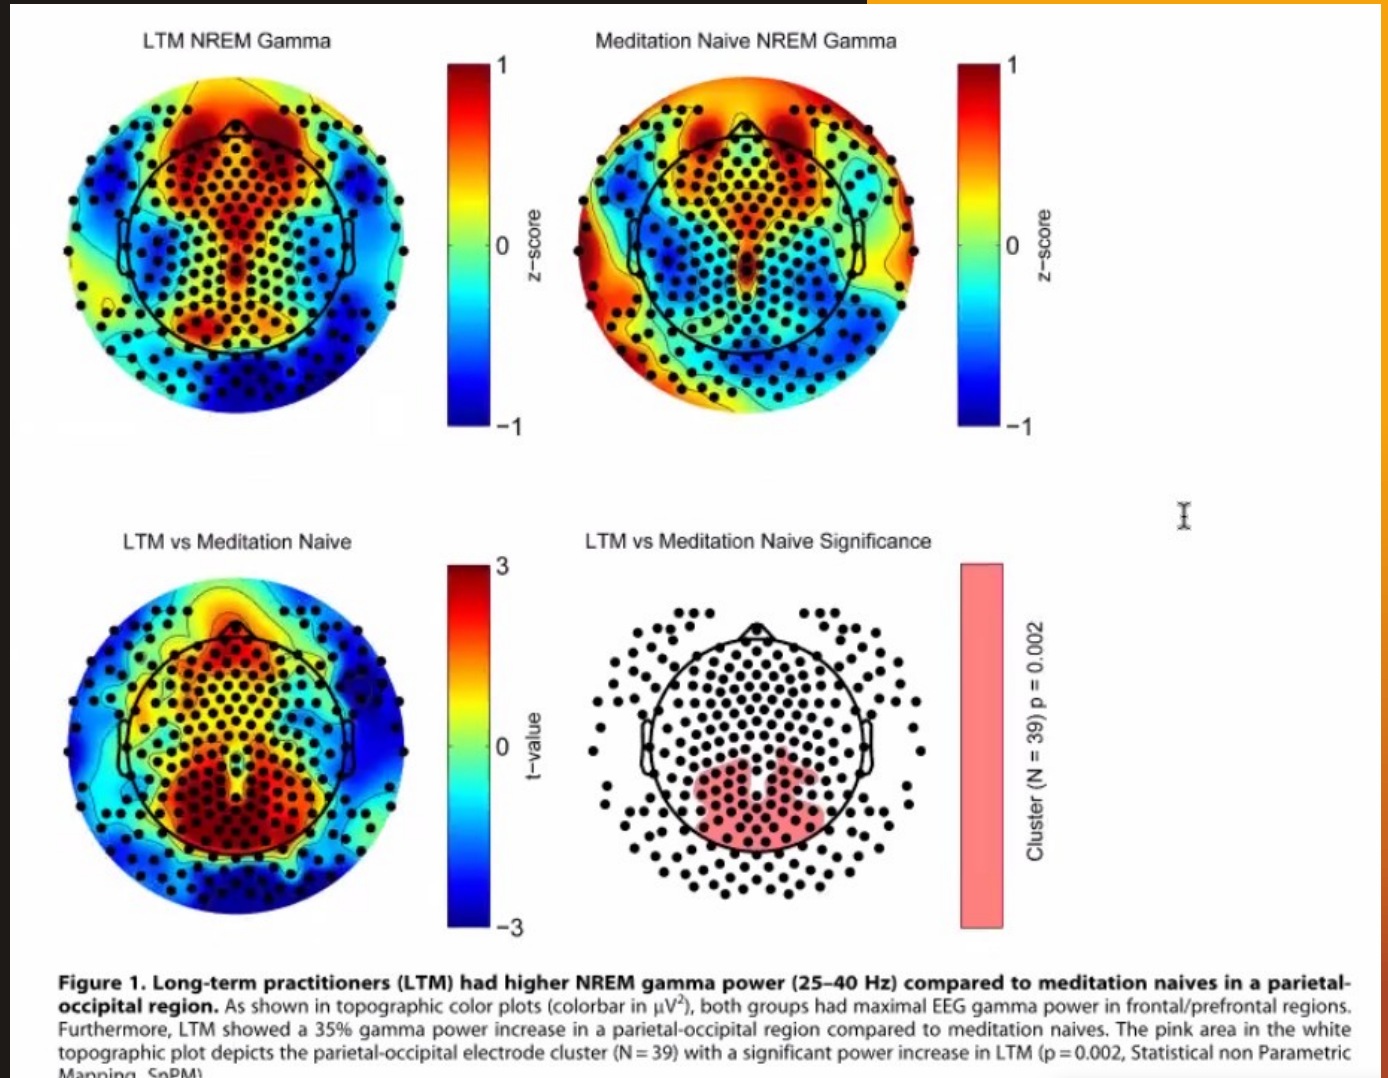 LTM NREM Gamma
Meditation Naive NREM Gamma
1
0
−1
z−score
1
0
−1
z−score
LTM vs Meditation Naive
LTM vs Meditation Naive Significance
3
0
−3
t−value
Cluster (N = 39) p = 0.002
Figure 1. Long-term practitioners (LTM) had higher NREM gamma power (25–40 Hz) compared to meditation naives in a parietal-
occipital region. As shown in topographic color plots (colorbar in μV²), both groups had maximal EEG gamma power in frontal/prefrontal regions.
Furthermore, LTM showed a 35% gamma power increase in a parietal-occipital region compared to meditation naives. The pink area in the white
topographic plot depicts the parietal-occipital electrode cluster (N = 39) with a significant power increase in LTM (p = 0.002, Statistical non Parametric
Mapping, SnPM)